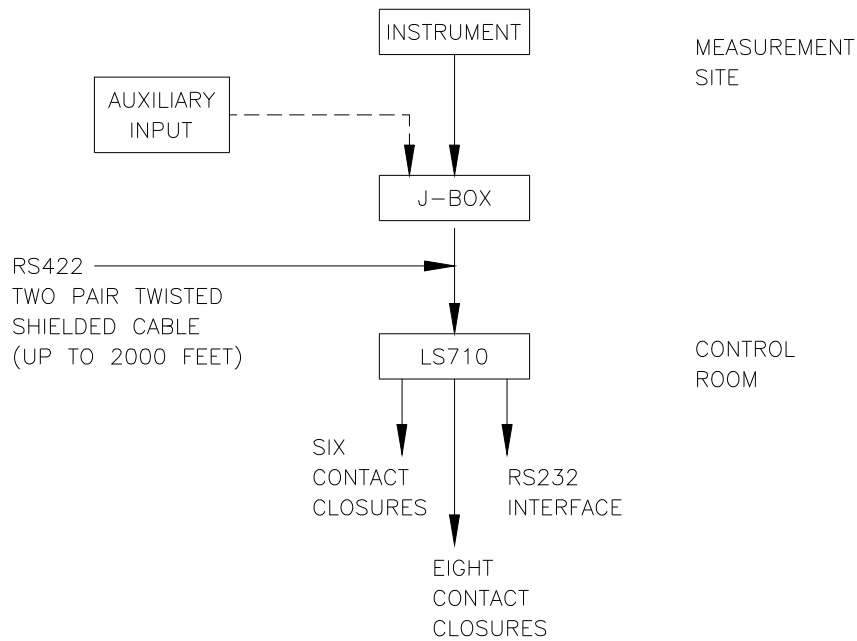 INSTRUMENT
MEASUREMENT
SITE
AUXILIARY
INPUT
J-BOX
RS422
TWO PAIR TWISTED
SHIELDED CABLE
(UP TO 2000 FEET)
LS710
CONTROL
ROOM
SIX
CONTACT
CLOSURES
RS232
INTERFACE
EIGHT
CONTACT
CLOSURES